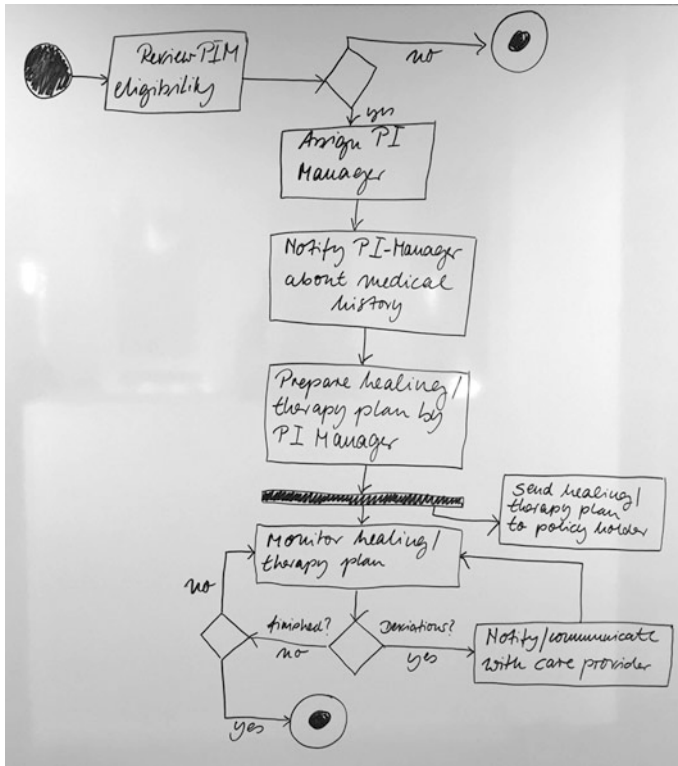 Review PIM
eligibility
no
yes
Assign PI
Manager
Notify PI-Manager
about medical
history
Prepare healing/
therapy plan by
PI Manager
Send healing/
therapy plan
to policy holder
Monitor healing/
therapy plan
no
finished?
no
Deviations?
yes
Notify/communicate
with care provider
yes